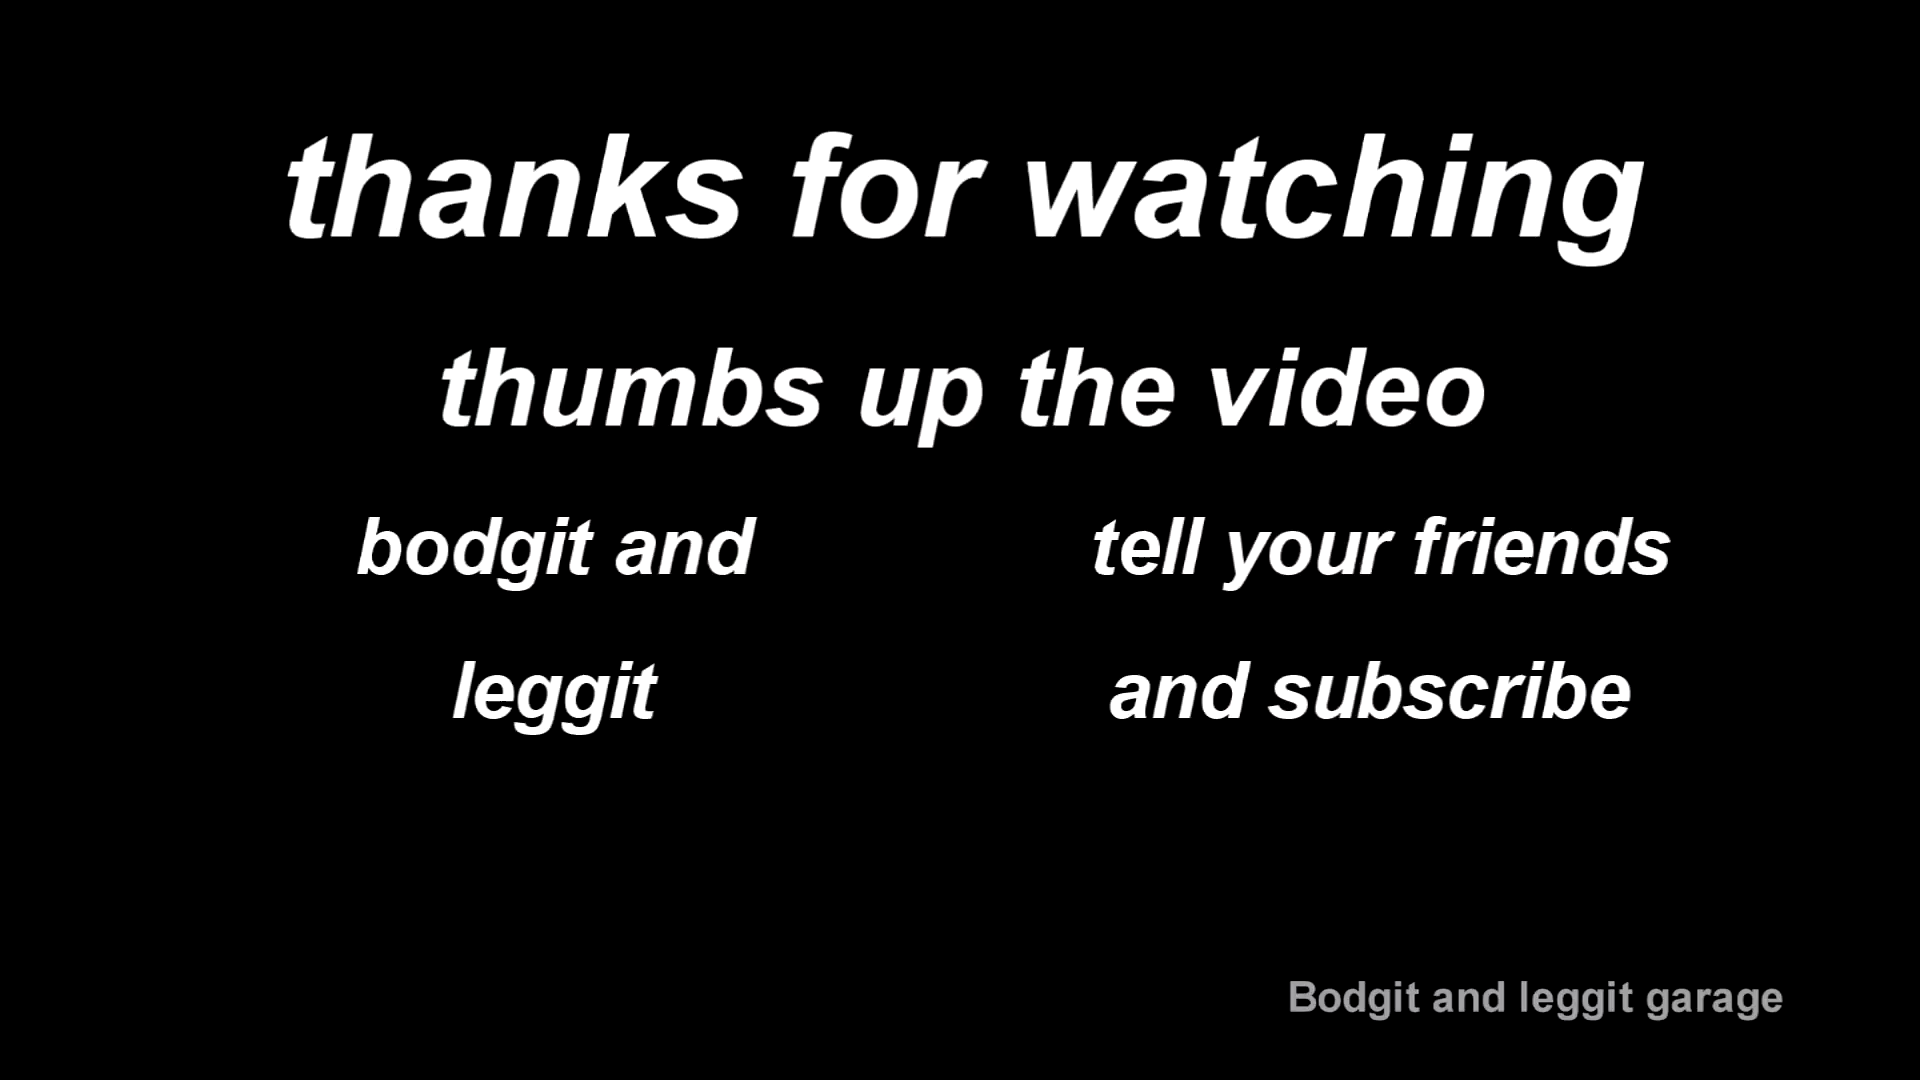 thanks for watching
thumbs up the video
bodgit and
leggit
tell your friends
and subscribe
Bodgit and leggit garage